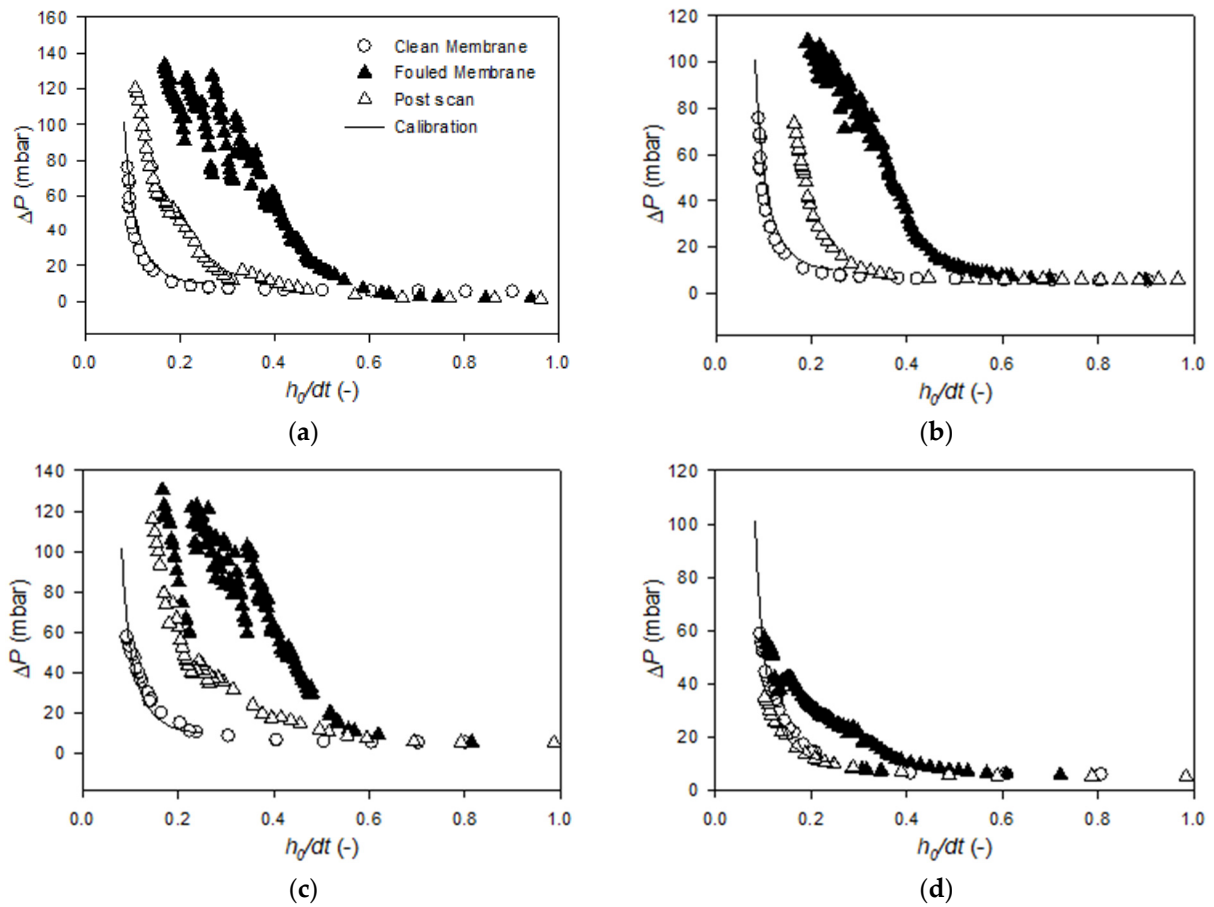 160
140
120
100
80
60
40
20
0
ΔP (mbar)
Clean Membrane
Fouled Membrane
Post scan
Calibration
0.0 0.2 0.4 0.6 0.8 1.0
h0/dt (-)
(a)
120
100
80
60
40
20
0
ΔP (mbar)
0.0 0.2 0.4 0.6 0.8 1.0
h0/dt (-)
(b)
140
120
100
80
60
40
20
0
ΔP (mbar)
0.0 0.2 0.4 0.6 0.8 1.0
h0/dt (-)
(c)
120
100
80
60
40
20
0
ΔP (mbar)
0.0 0.2 0.4 0.6 0.8 1.0
h0/dt (-)
(d)